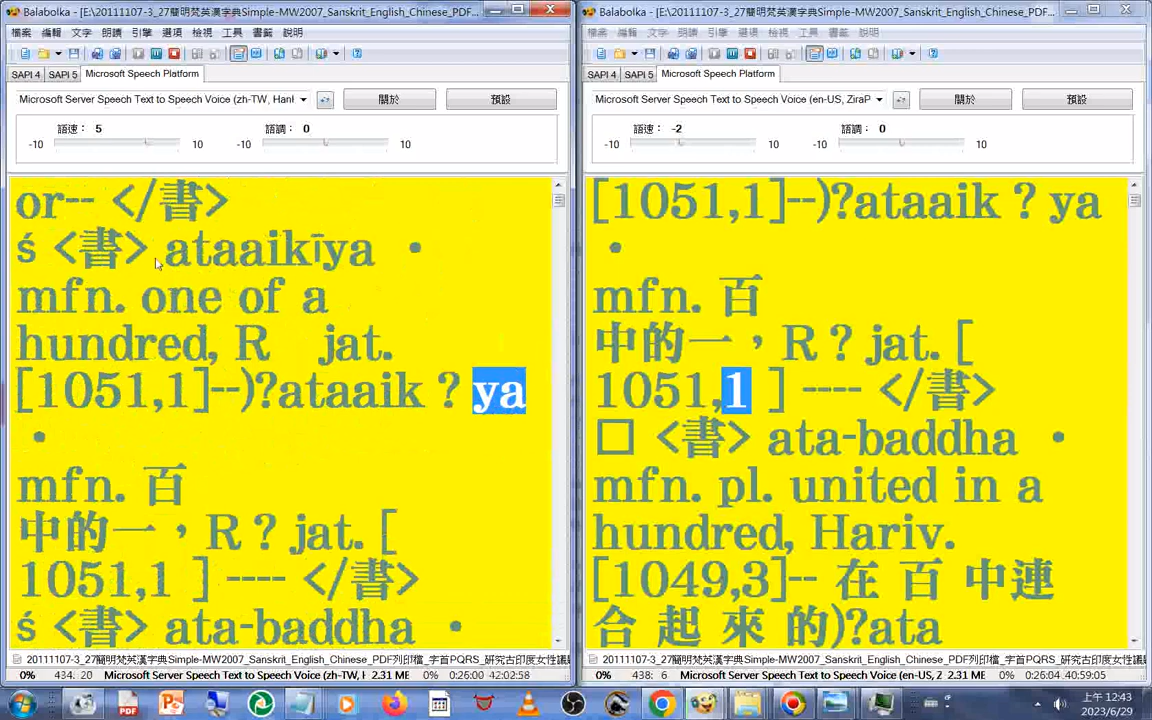 Balabolka - [E:\20111107-3_27簡明梵英漢字典Simple-MW2007_Sanskrit_English_Chinese_PDF...
檔案 編輯 文字 朗讀 引擎 選項 檢視 工具 書籤 說明
SAPI 4 SAPI 5 Microsoft Speech Platform
Microsoft Server Speech Text to Speech Voice (zh-TW, Hanl 關於 預設
語速： 5 語調： 0
-10 10 -10 10
or-- </書>
ś <書> ataaikīya •
mfn. one of a
hundred, R jat.
[1051,1]--)?ataaik ? ya
•
mfn. 百
中的一，R ? jat. [
1051,1 ] ---- </書>
ś <書> ata-baddha •
20111107-3_27簡明梵英漢字典Simple-MW2007_Sanskrit_English_Chinese_PDF列印檔_字首PQRS_研究古印度女性議
0% 434: 20 Microsoft Server Speech Text to Speech Voice (zh-TW, H 2.31 ME 0% 0:26:00 -42:02:58
Balabolka - [E:\20111107-3_27簡明梵英漢字典Simple-MW2007_Sanskrit_English_Chinese_PDF...
檔案 編輯 文字 朗讀 引擎 選項 檢視 工具 書籤 說明
SAPI 4 SAPI 5 Microsoft Speech Platform
Microsoft Server Speech Text to Speech Voice (en-US, ZiraP 關於 預設
語速： -2 語調： 0
-10 10 -10 10
[1051,1]--)?ataaik ? ya
•
mfn. 百
中的一，R ? jat. [
1051,1 ] ---- </書>
□ <書> ata-baddha •
mfn. pl. united in a
hundred, Hariv.
[1049,3]-- 在 百 中連
合 起 來 的)?ata
20111107-3_27簡明梵英漢字典Simple-MW2007_Sanskrit_English_Chinese_PDF列印檔_字首PQRS_研究古印度女性議
0% 438: 6 Microsoft Server Speech Text to Speech Voice (en-US, Z 2.31 ME 0% 0:26:04 -40:59:05
上午 12:43
2023/6/29